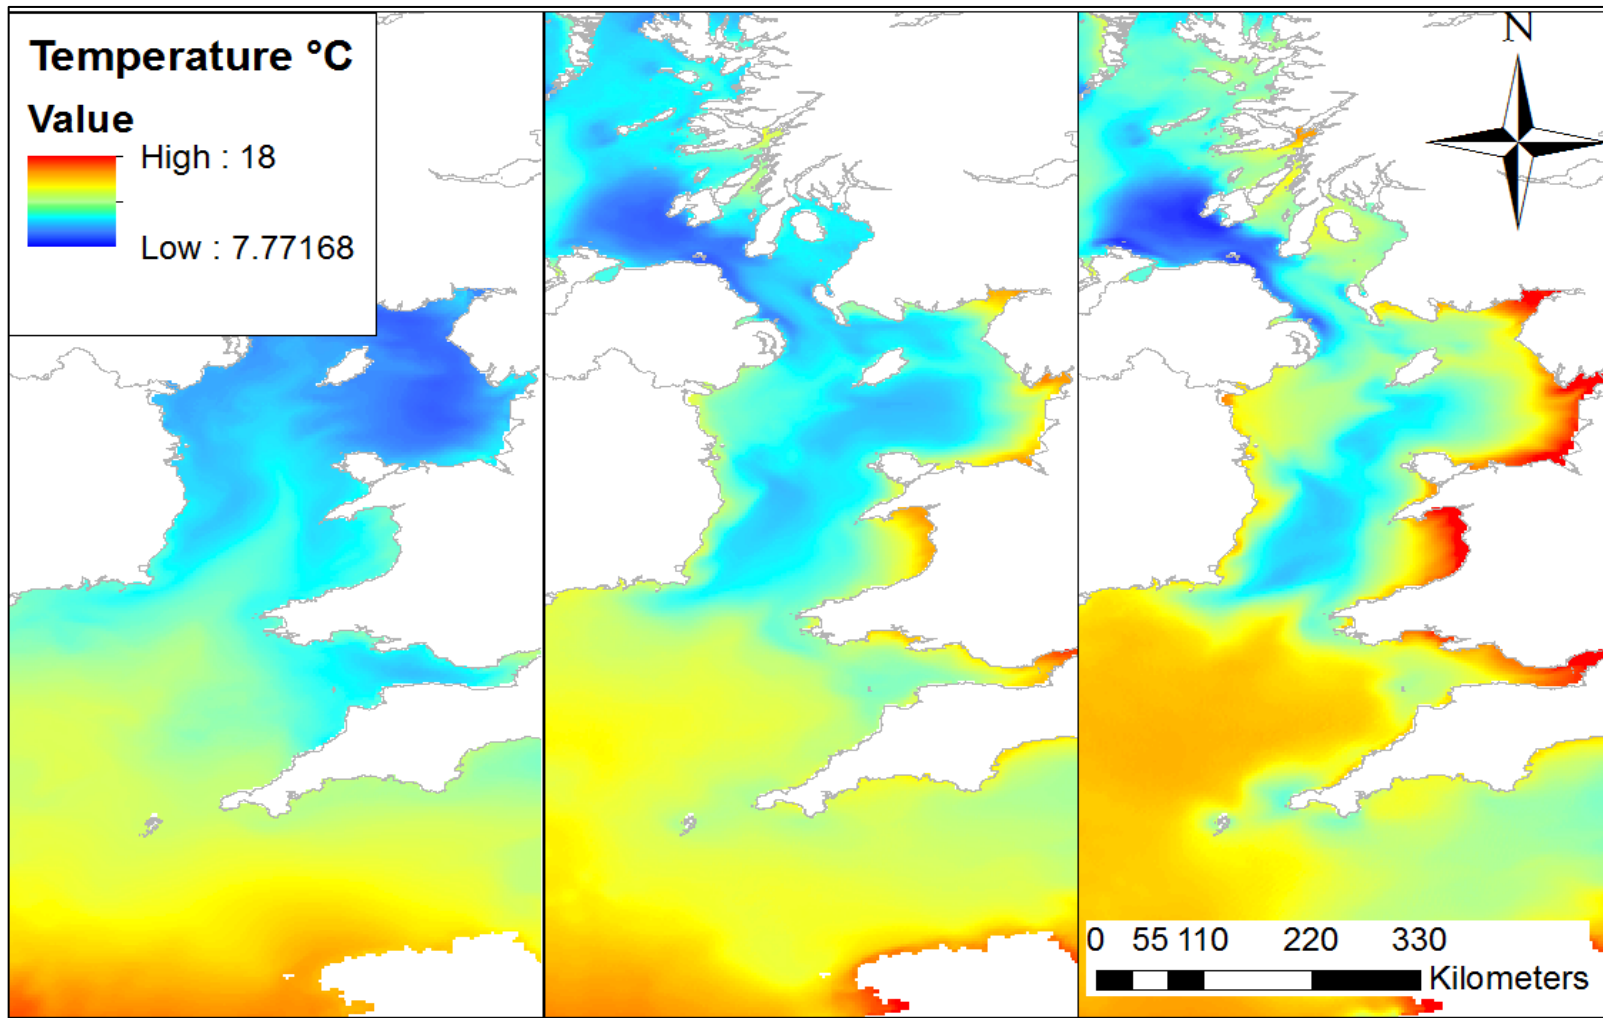 Temperature °C
Value
High : 18
Low : 7.77168
N
0 55 110 220 330
Kilometers